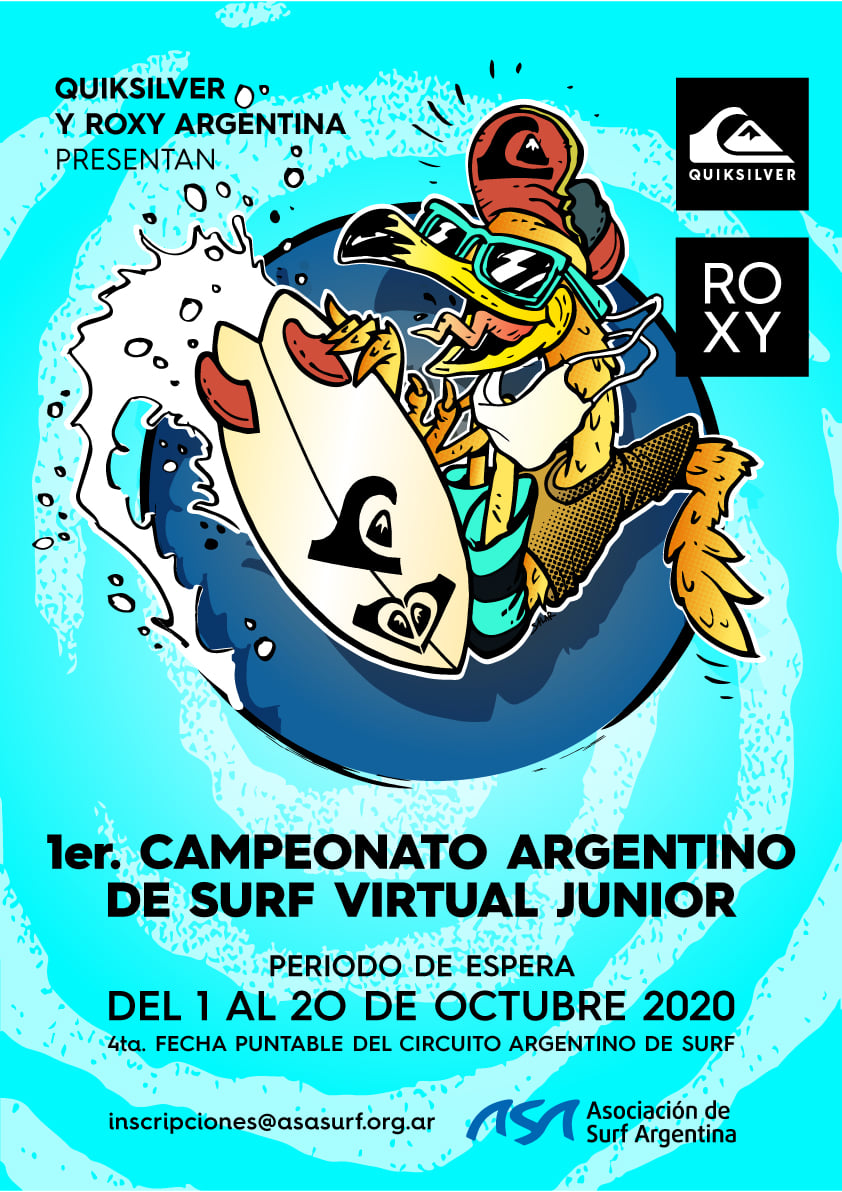 QUIKSILVER
Y ROXY ARGENTINA
PRESENTAN
QUIKSILVER
RO
XY
1er. CAMPEONATO ARGENTINO
DE SURF VIRTUAL JUNIOR
PERIODO DE ESPERA
DEL 1 AL 20 DE OCTUBRE 2020
4ta. FECHA PUNTABLE DEL CIRCUITO ARGENTINO DE SURF
inscripciones@asasurf.org.ar
ASA
Asociación de
Surf Argentina